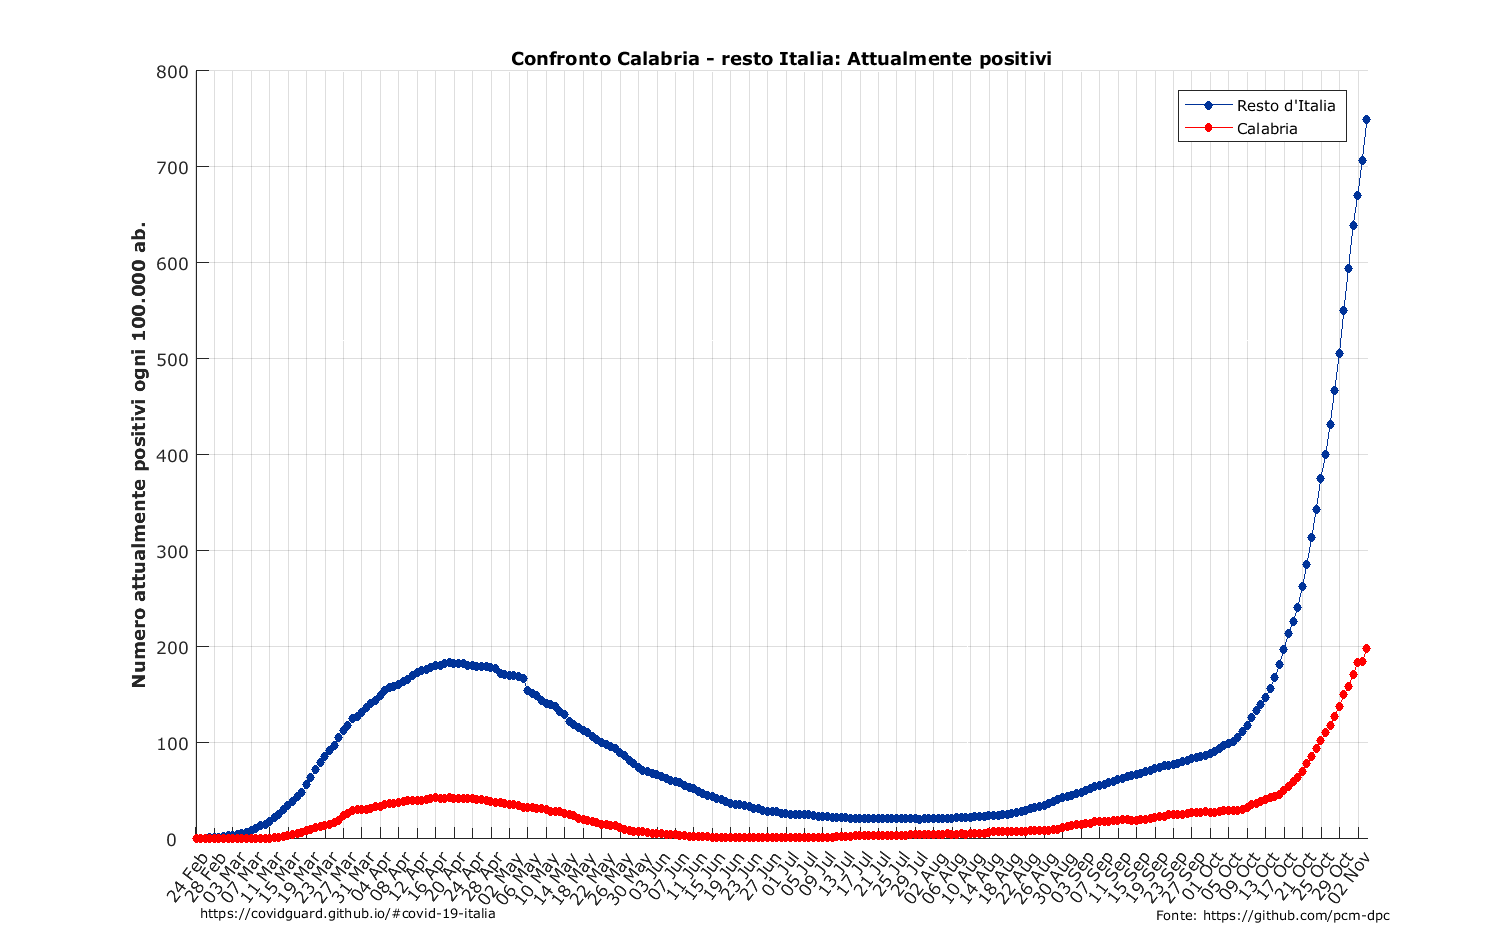 Confronto Calabria - resto Italia: Attualmente positivi
Numero attualmente positivi ogni 100.000 ab.
800
700
600
500
400
300
200
100
0
Resto d'Italia
Calabria
24 Feb
28 Feb
03 Mar
07 Mar
11 Mar
15 Mar
19 Mar
23 Mar
27 Mar
31 Mar
04 Apr
08 Apr
12 Apr
16 Apr
20 Apr
24 Apr
28 Apr
02 May
06 May
10 May
14 May
18 May
22 May
26 May
30 May
03 Jun
07 Jun
11 Jun
15 Jun
19 Jun
23 Jun
27 Jun
01 Jul
05 Jul
09 Jul
13 Jul
17 Jul
21 Jul
25 Jul
29 Jul
02 Aug
06 Aug
10 Aug
14 Aug
18 Aug
22 Aug
26 Aug
30 Aug
03 Sep
07 Sep
11 Sep
15 Sep
19 Sep
23 Sep
27 Sep
01 Oct
05 Oct
09 Oct
13 Oct
17 Oct
21 Oct
25 Oct
29 Oct
02 Nov
https://covidguard.github.io/#covid-19-italia
Fonte: https://github.com/pcm-dpc